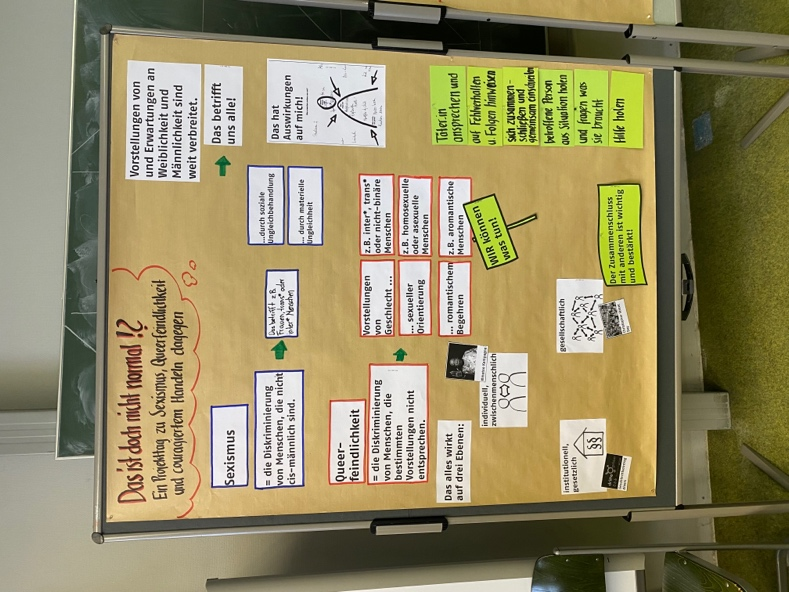 Das ist doch nicht normal!?
Ein Projekttag zu Sexismus, Queerfeindlichkeit
und couragiertem Handeln dagegen
Vorstellungen von
und Erwartungen an
Weiblichkeit und
Männlichkeit sind
weit verbreitet.
Das betrifft
uns alle!
Sexismus
= die Diskriminierung
von Menschen, die nicht
cis-männlich sind.
Das betrifft z.B.
Frauen, trans* oder
Menschen
...durch soziale
Ungleichbehandlung
... durch materielle
Ungleichheit
Das hat
Auswirkungen
auf mich!
Queer-
feindlichkeit
= die Diskriminierung
von Menschen, die
bestimmten
Vorstellungen nicht
entsprechen.
Vorstellungen
von
Geschlecht ...
z.B. inter*, trans*
oder nicht-binäre
Menschen
... sexueller
Orientierung
z.B. homosexuelle
oder asexuelle
Menschen
... romantischem
Begehren
z.B. aromantische
Menschen
Das alles wirkt
auf drei Ebenen:
individuell,
zwischenmenschlich
WIR können
was tun!
Täter.in
ansprechen und
auf Fehlverhalten
u. Folgen hinweisen
sich zusammen-
schließen und
gemeinsam
betroffene Person
aus Situation holen
und fragen was
sie braucht
Hilfe holen
institutionell,
gesetzlich
§§
gesellschaftlich
Der Zusammenschluss
mit anderen ist wichtig
und bestärkt!